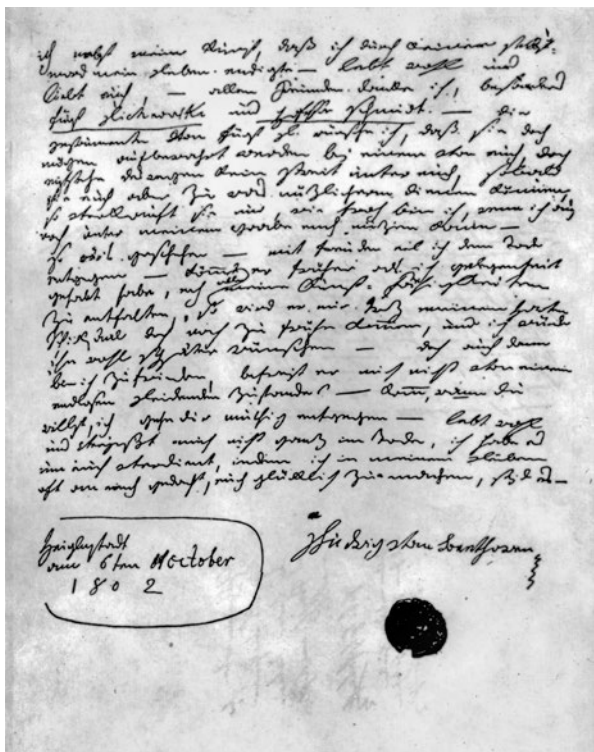 ich nebst meiner Kunst, daß ich durch keinen selbst-
mord mein Leben endigte — lebt wohl und
liebt euch — allen Freunden danke ich, besonders
fürst Lichnowski und Professor Schmidt. — die
Instrumente von fürst L. wünsche ich, daß sie doch
mögen aufbewahrt werden bey einem von euch, doch
entstehe deswegen kein streit unter euch, sobald
sie euch aber zu was nüzlicherm dienen können,
so verkauft sie nur, wie froh bin ich, wenn ich auch
noch unter meinem grabe euch nüzen kann —
so wärs geschehen — mit freuden eil ich dem Tode
entgegen — kömmt er früher als ich gelegenheit
gehabt habe, noch alle meine Kunst-Fähigkeiten
zu entfalten, so wird er mir troz meinem harten
Schicksal doch noch zu frühe kommen, und ich würde
ihn wohl später wünschen — doch auch dann
bin ich zufrieden, befreyt er mich nicht von einem
endlosen leidenden Zustande? — Komm, wann du
willst, ich gehe dir muthig entgegen — lebt wohl
und vergeßt mich nicht ganz im Tode, ich habe es
um euch verdient, indem ich in meinem Leben
oft an euch gedacht, euch glücklich zu machen, seyd es —
Heiglnstadt
am 6ten October
1802
Ludwig van Beethoven